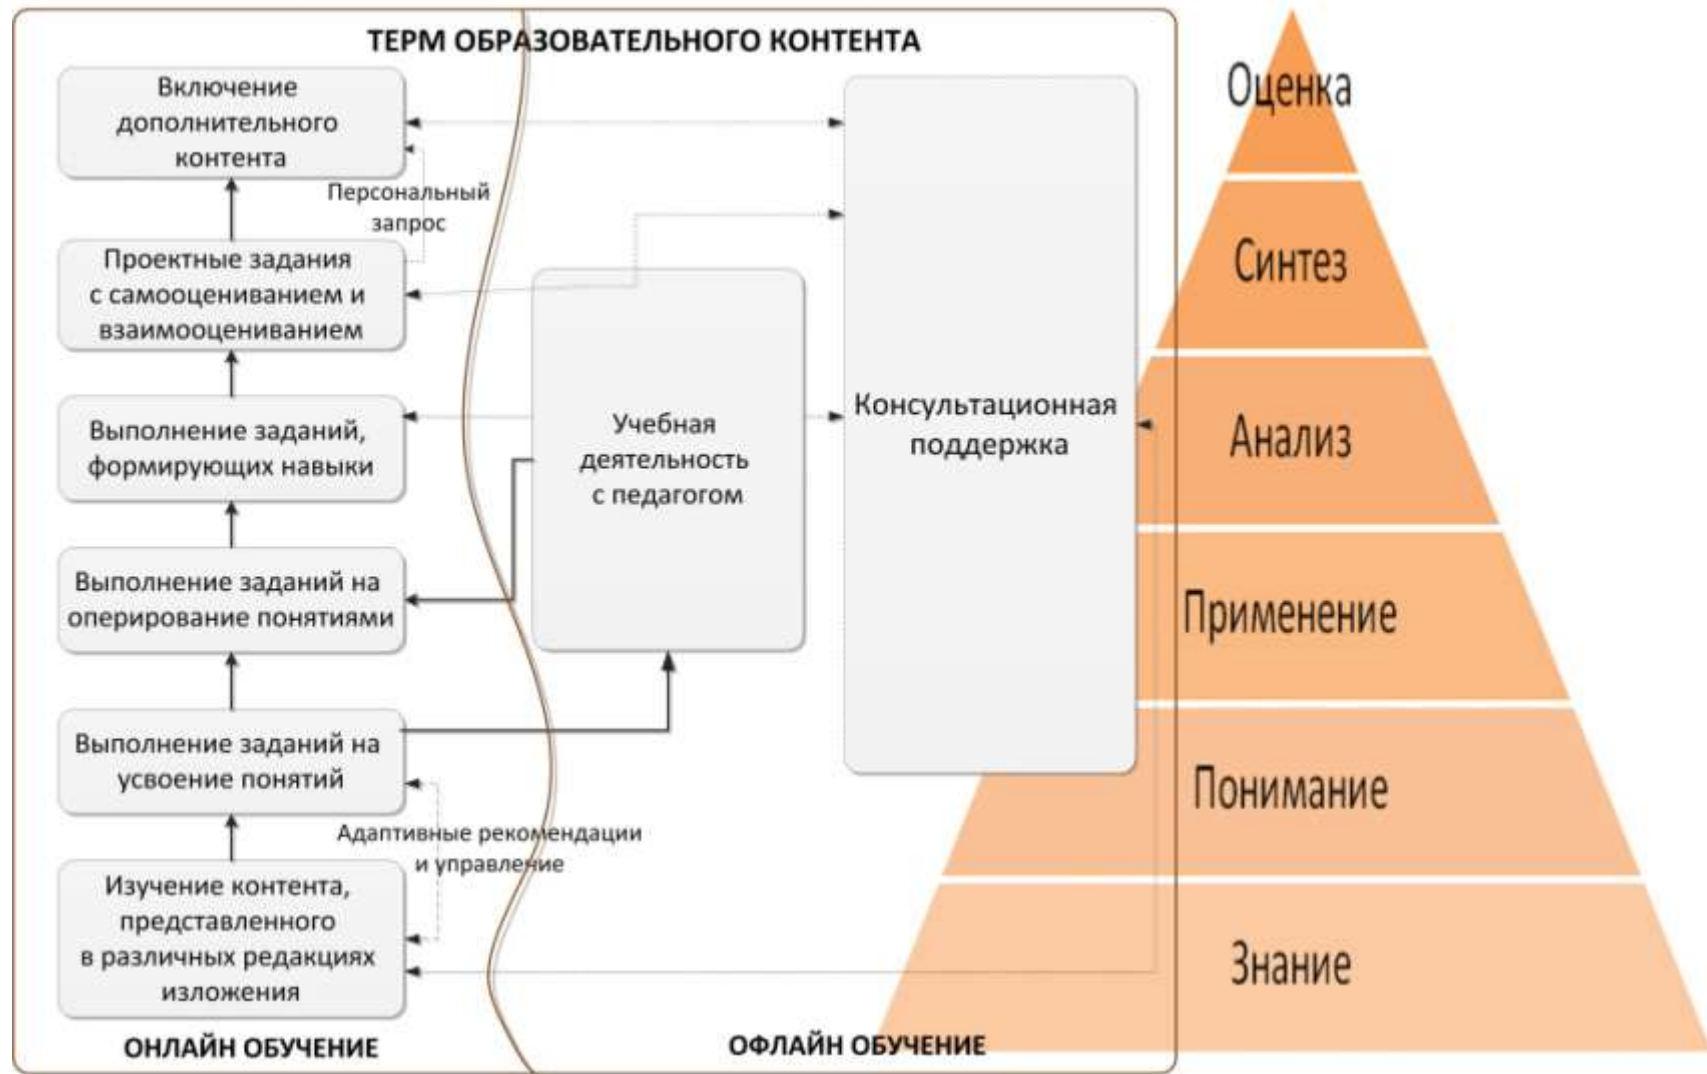 ТЕРМ ОБРАЗОВАТЕЛЬНОГО КОНТЕНТА
Включение
дополнительного
контента
Персональный
запрос
Проектные задания
с самооцениванием и
взаимооцениванием
Выполнение заданий,
формирующих навыки
Выполнение заданий на
оперирование понятиями
Выполнение заданий на
усвоение понятий
Адаптивные рекомендации
и управление
Изучение контента,
представленного
в различных редакциях
изложения
ОНЛАЙН ОБУЧЕНИЕ
Учебная
деятельность
с педагогом
Консультационная
поддержка
ОФЛАЙН ОБУЧЕНИЕ
Оценка
Синтез
Анализ
Применение
Понимание
Знание